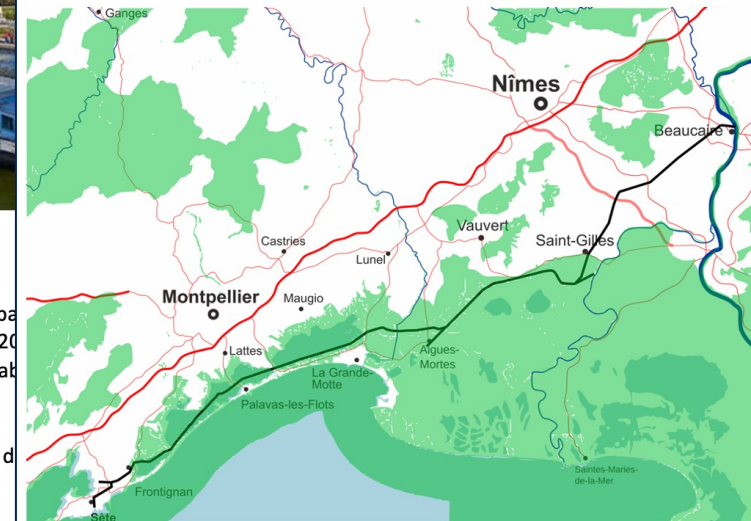 Ganges
Nîmes
Beaucaire
Vauvert
Castries
Saint-Gilles
Lunel
Montpellier
Maugio
Lattes
Aigues-
Mortes
La Grande-
Motte
Palavas-les-Flots
Saintes-Maries-
de-la-Mer
Frontignan
Sète